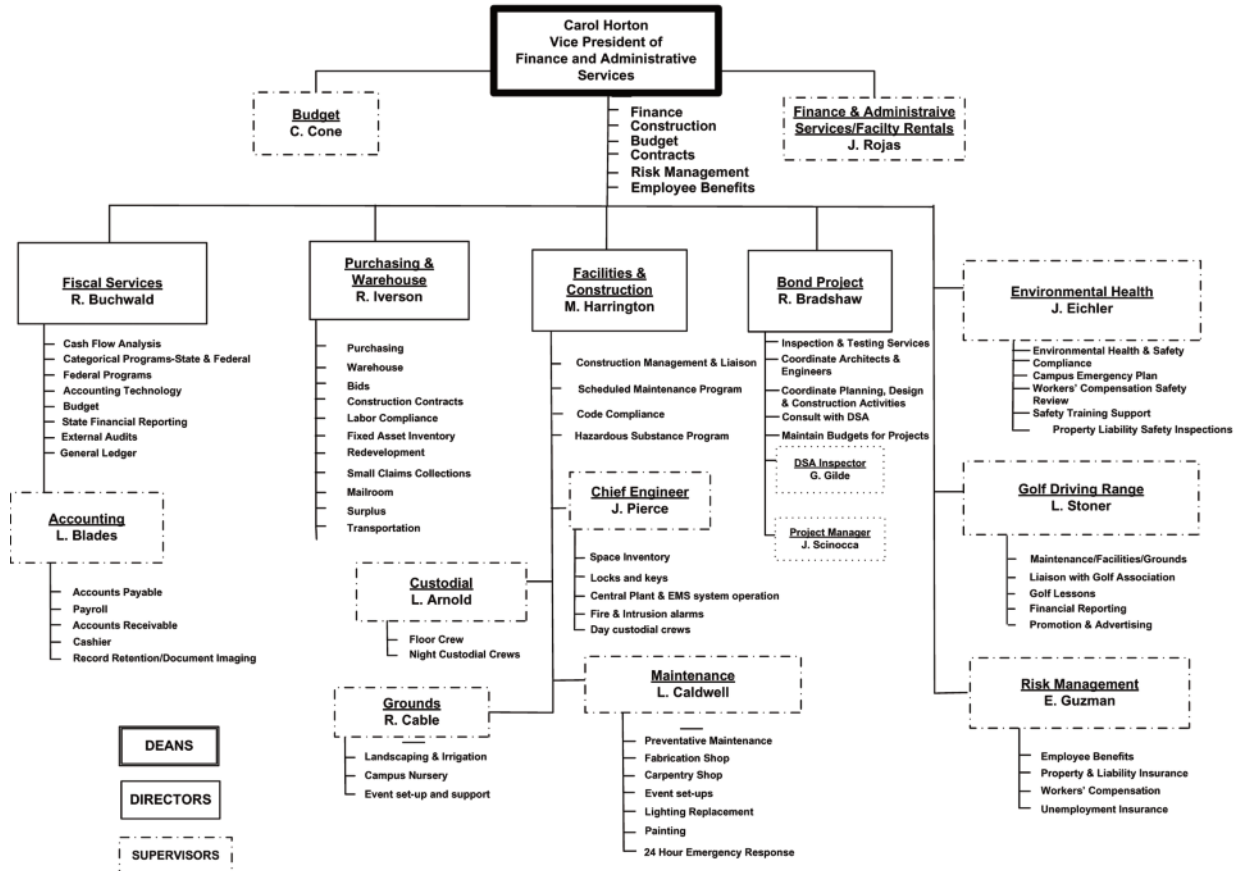 Carol Horton
Vice President of
Finance and Administrative
Services
Budget
C. Cone
Finance & Administraive
Services/Facilty Rentals
J. Rojas
Finance
Construction
Budget
Contracts
Risk Management
Employee Benefits
Fiscal Services
R. Buchwald
Cash Flow Analysis
Categorical Programs-State & Federal
Federal Programs
Accounting Technology
Budget
State Financial Reporting
External Audits
General Ledger
Accounting
L. Blades
Accounts Payable
Payroll
Accounts Receivable
Cashier
Record Retention/Document Imaging
Purchasing &
Warehouse
R. Iverson
Purchasing
Warehouse
Bids
Construction Contracts
Labor Compliance
Fixed Asset Inventory
Redevelopment
Small Claims Collections
Mailroom
Surplus
Transportation
Facilities &
Construction
M. Harrington
Construction Management & Liaison
Scheduled Maintenance Program
Code Compliance
Hazardous Substance Program
Chief Engineer
J. Pierce
Space Inventory
Locks and keys
Central Plant & EMS system operation
Fire & Intrusion alarms
Day custodial crews
Custodial
L. Arnold
Floor Crew
Night Custodial Crews
Maintenance
L. Caldwell
Preventative Maintenance
Fabrication Shop
Carpentry Shop
Event set-ups
Lighting Replacement
Painting
24 Hour Emergency Response
Grounds
R. Cable
Landscaping & Irrigation
Campus Nursery
Event set-up and support
Bond Project
R. Bradshaw
Inspection & Testing Services
Coordinate Architects &
Engineers
Coordinate Planning, Design
& Construction Activities
Consult with DSA
Maintain Budgets for Projects
DSA Inspector
G. Gilde
Project Manager
J. Scinocca
Environmental Health
J. Eichler
Environmental Health & Safety
Compliance
Campus Emergency Plan
Workers' Compensation Safety
Review
Safety Training Support
Property Liability Safety Inspections
Golf Driving Range
L. Stoner
Maintenance/Facilities/Grounds
Liaison with Golf Association
Golf Lessons
Financial Reporting
Promotion & Advertising
Risk Management
E. Guzman
Employee Benefits
Property & Liability Insurance
Workers' Compensation
Unemployment Insurance
DEANS
DIRECTORS
SUPERVISORS